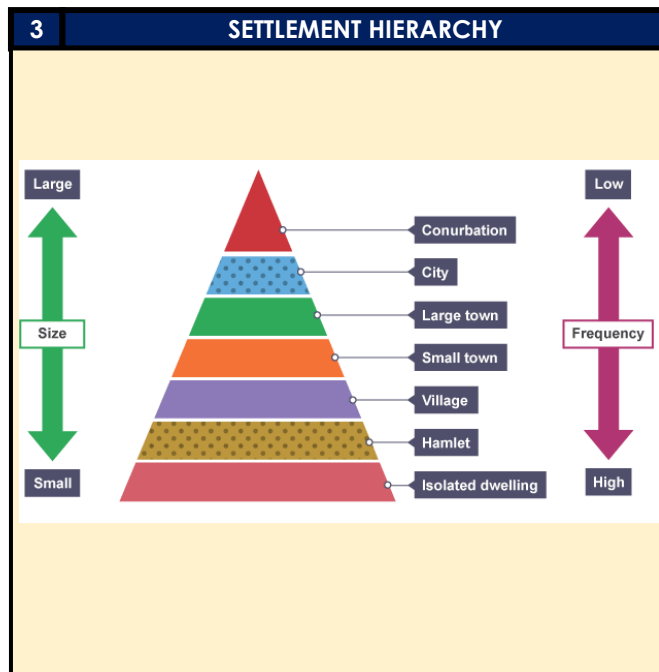 3 SETTLEMENT HIERARCHY
Large
Low
Conurbation
City
Large town
Size
Frequency
Small town
Village
Hamlet
Small
High
Isolated dwelling